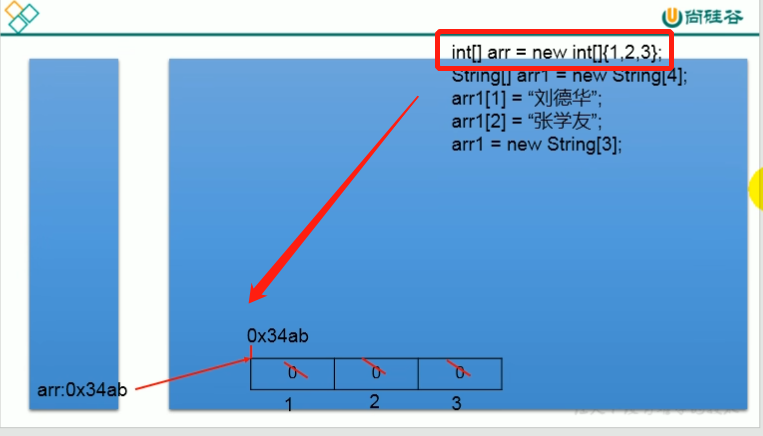 尚硅谷
int[] arr = new int[]{1,2,3};
String[] arr1 = new String[4];
arr1[1] = “刘德华”;
arr1[2] = “张学友”;
arr1 = new String[3];
0x34ab
0 0 0
arr:0x34ab
1 2 3